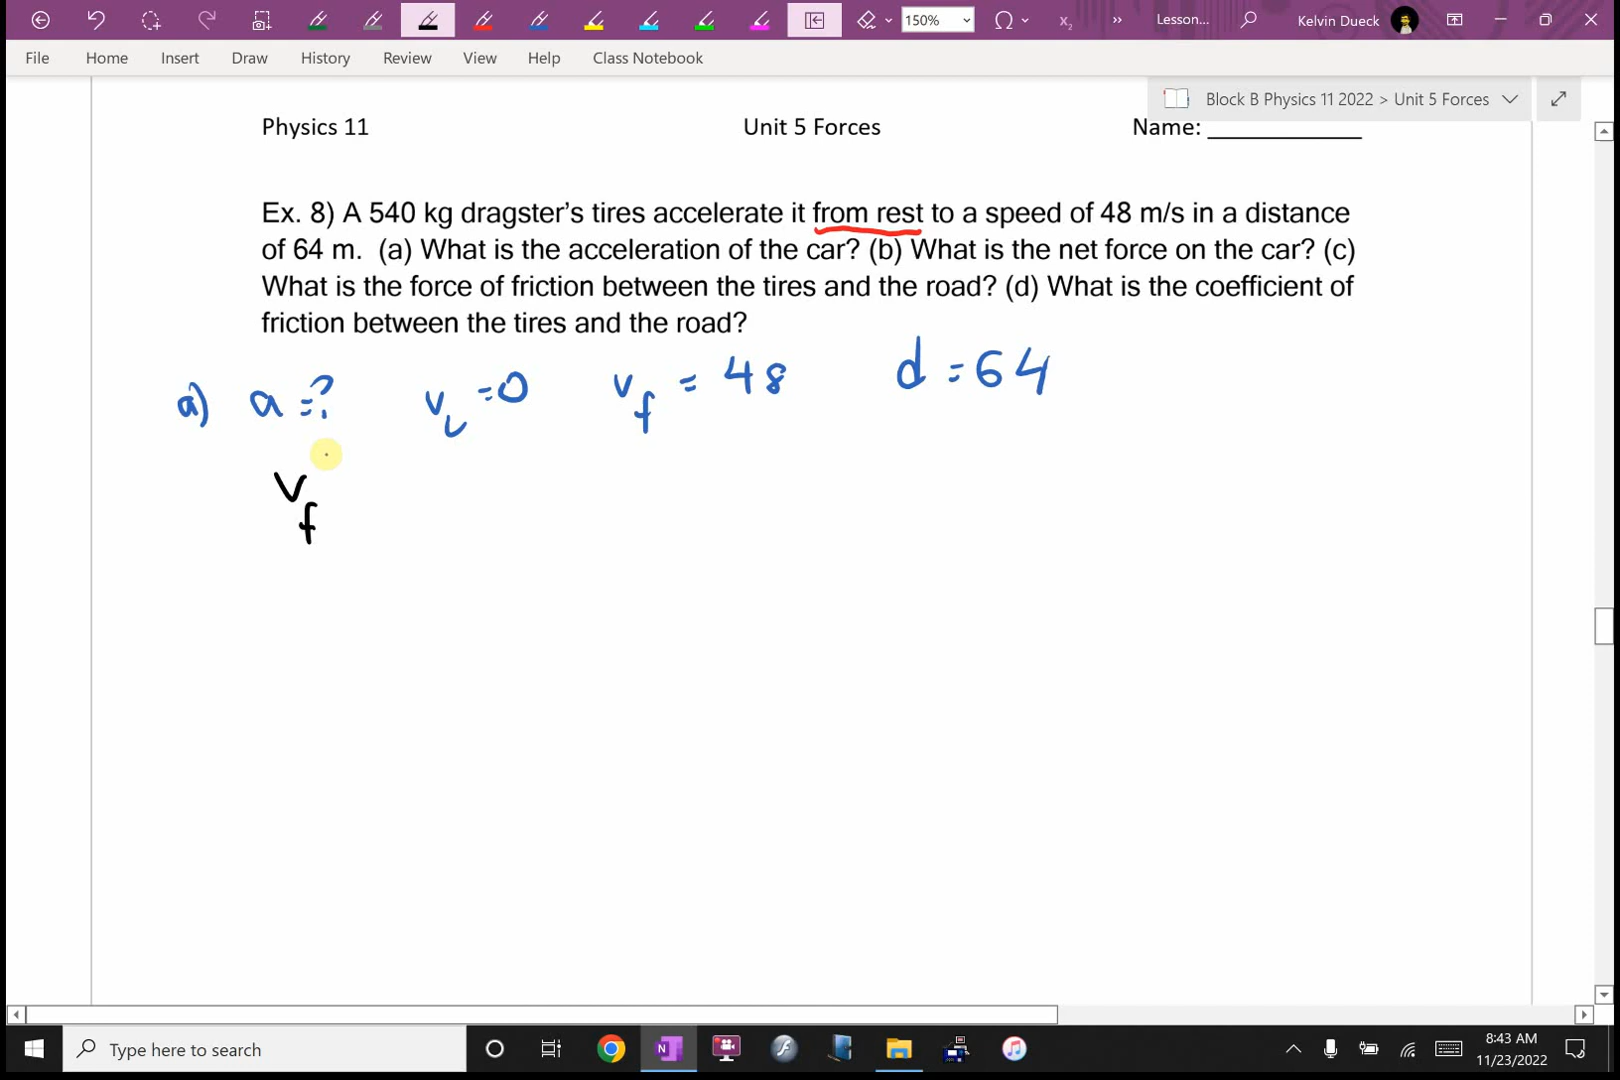 150%
Lesson...
Kelvin Dueck
File Home Insert Draw History Review View Help Class Notebook
Block B Physics 11 2022 > Unit 5 Forces
Physics 11 Unit 5 Forces Name: ____________
Ex. 8) A 540 kg dragster's tires accelerate it from rest to a speed of 48 m/s in a distance
of 64 m. (a) What is the acceleration of the car? (b) What is the net force on the car? (c)
What is the force of friction between the tires and the road? (d) What is the coefficient of
friction between the tires and the road?
a) a =? vi =0 vf = 48 d =64
vf
Type here to search
8:43 AM
11/23/2022